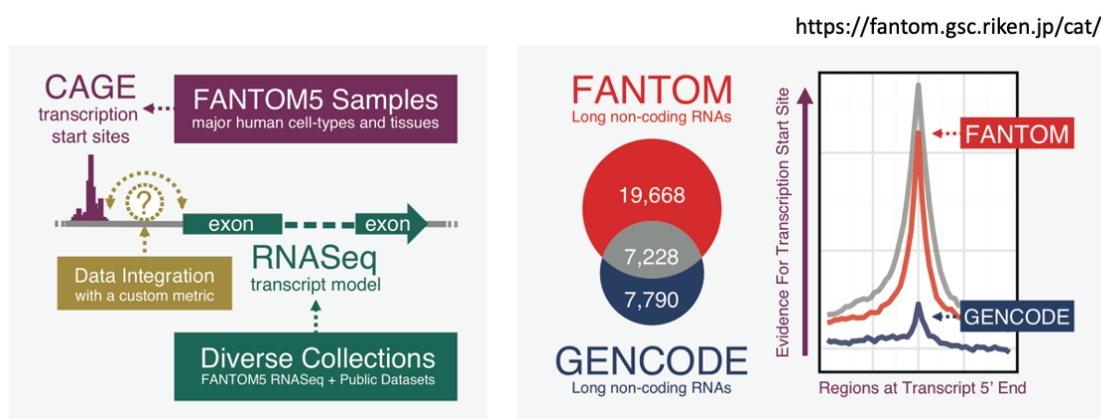 https://fantom.gsc.riken.jp/cat/
CAGE
transcription
start sites
FANTOM5 Samples
major human cell-types and tissues
?
exon
exon
Data Integration
with a custom metric
RNASeq
transcript model
Diverse Collections
FANTOM5 RNASeq + Public Datasets
FANTOM
Long non-coding RNAs
19,668
7,228
7,790
GENCODE
Long non-coding RNAs
Evidence For Transcription Start Site
FANTOM
GENCODE
Regions at Transcript 5' End